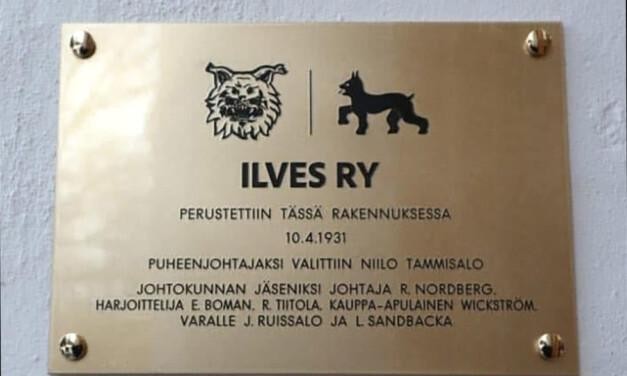 ILVES RY
PERUSTETTIIN TÄSSÄ RAKENNUKSESSA
10.4.1931
PUHEENJOHTAJAKSI VALITTIIN NIILO TAMMISALO
JOHTOKUNNAN JÄSENIKSI JOHTAJA R. NORDBERG.
HARJOITTELIJA E. BOMAN, R. TIITOLA, KAUPPA-APULAINEN WICKSTRÖM.
VARALLE J. RUISSALO JA L. SANDBACKA